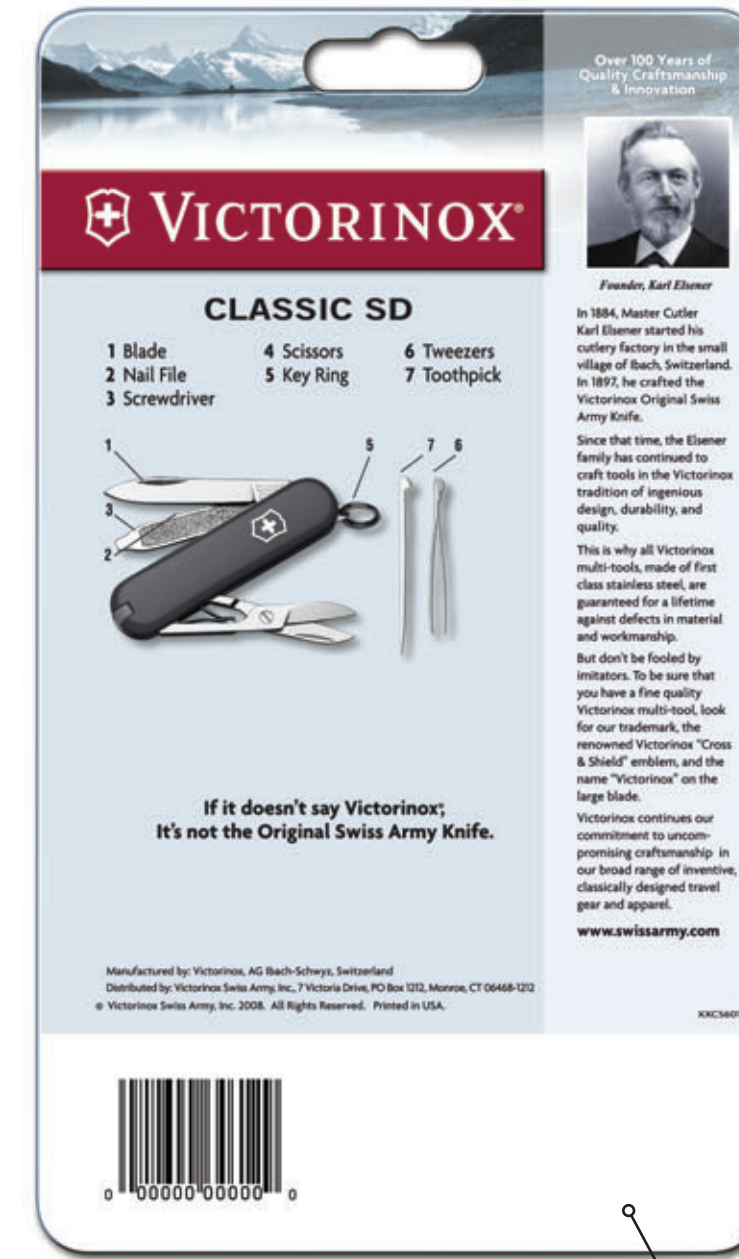 Over 100 Years of
Quality Craftsmanship
& Innovation
VICTORINOX®
Founder, Karl Elsener
CLASSIC SD
1 Blade
2 Nail File
3 Screwdriver
4 Scissors
5 Key Ring
6 Tweezers
7 Toothpick
1
3
2
5
7
6
If it doesn't say Victorinox®,
It's not the Original Swiss Army Knife.
In 1884, Master Cutler
Karl Elsener started his
cutlery factory in the small
village of Ibach, Switzerland.
In 1897, he crafted the
Victorinox Original Swiss
Army Knife.
Since that time, the Elsener
family has continued to
craft tools in the Victorinox
tradition of ingenious
design, durability, and
quality.
This is why all Victorinox
multi-tools, made of first
class stainless steel, are
guaranteed for a lifetime
against defects in material
and workmanship.
But don't be fooled by
imitators. To be sure that
you have a fine quality
Victorinox multi-tool, look
for our trademark, the
renowned Victorinox "Cross
& Shield" emblem, and the
name "Victorinox" on the
large blade.
Victorinox continues our
commitment to uncom-
promising craftsmanship in
our broad range of inventive,
classically designed travel
gear and apparel.
www.swissarmy.com
Manufactured by: Victorinox, AG Ibach-Schwyz, Switzerland
Distributed by: Victorinox Swiss Army, Inc., 7 Victoria Drive, PO Box 1212, Monroe, CT 06468-1212
© Victorinox Swiss Army, Inc. 2008. All Rights Reserved. Printed in USA.
0 00000 00000 0